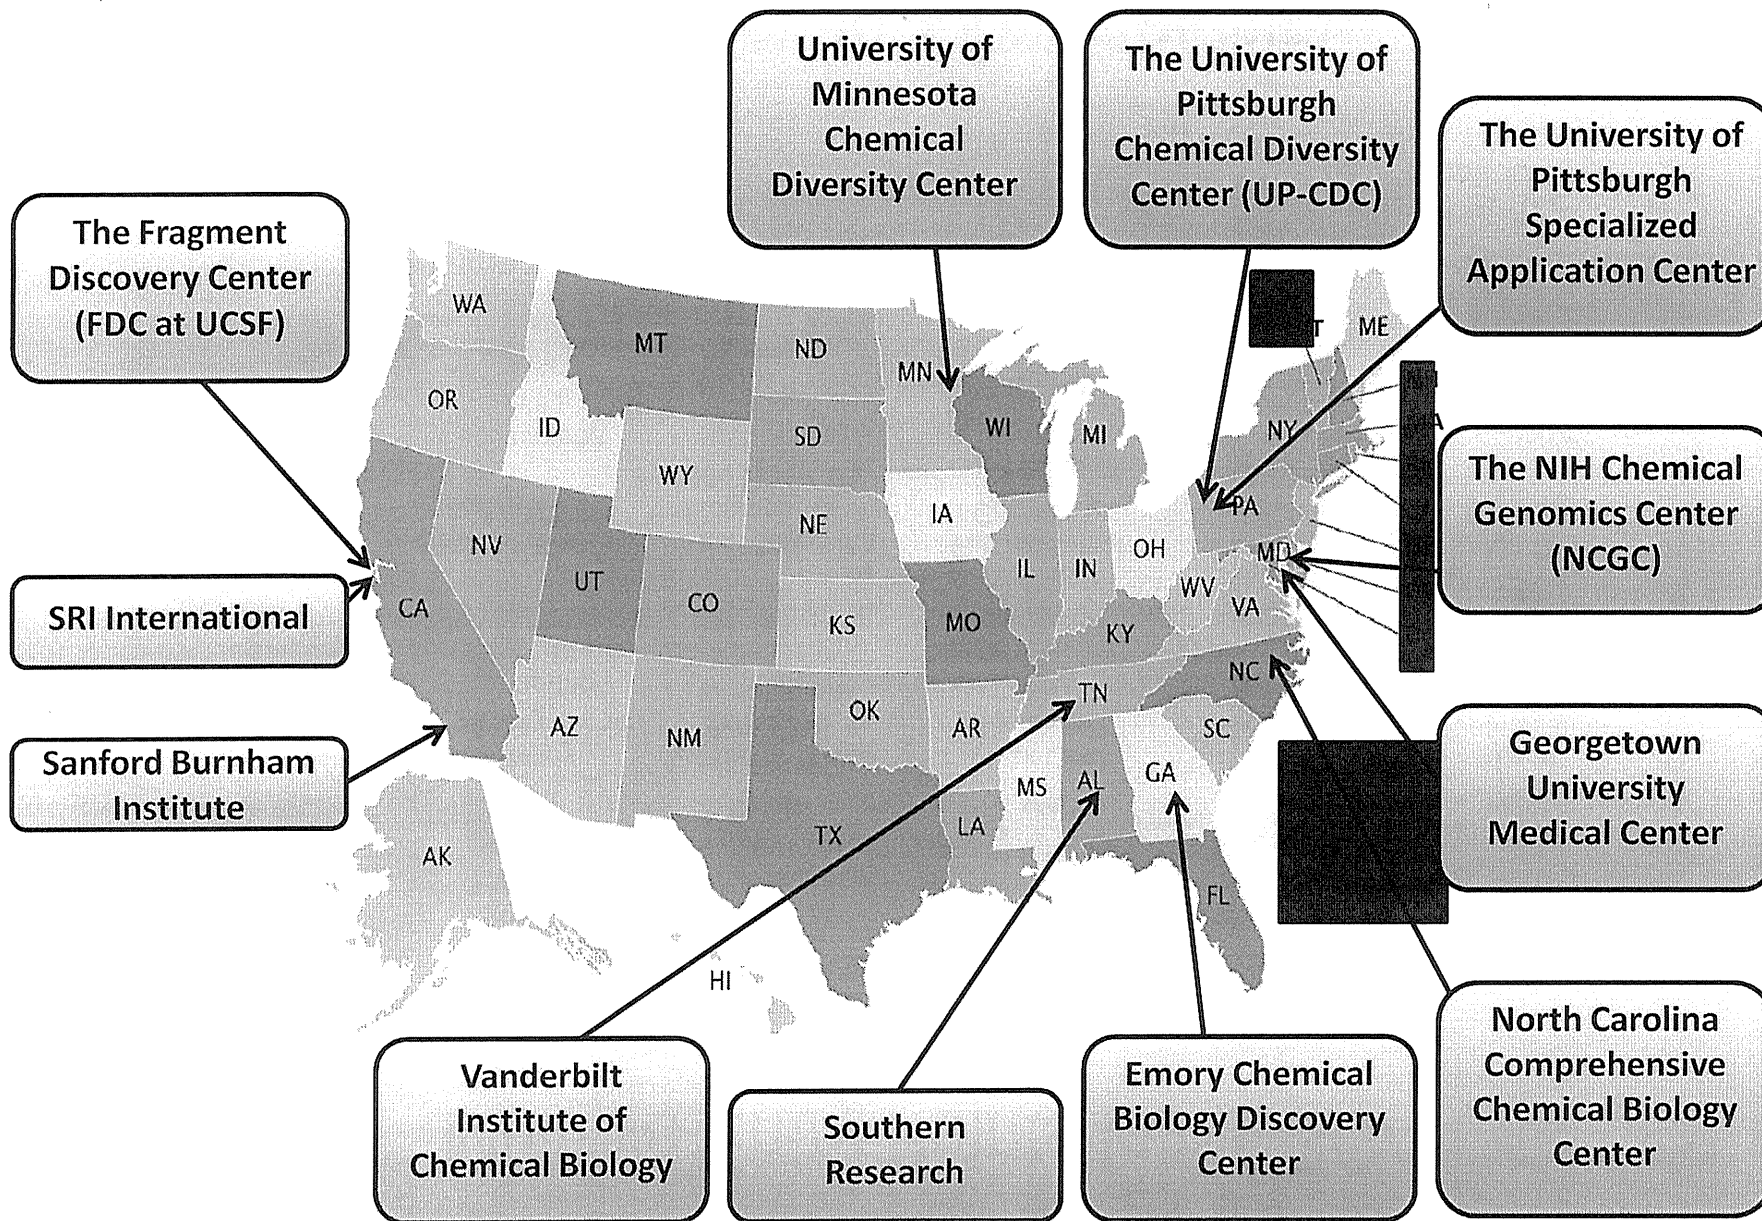 University of
Minnesota
Chemical
Diversity Center
The University of
Pittsburgh
Chemical Diversity
Center (UP-CDC)
The University of
Pittsburgh
Specialized
Application Center
The Fragment
Discovery Center
(FDC at UCSF)
SRI International
Sanford Burnham
Institute
The NIH Chemical
Genomics Center
(NCGC)
Georgetown
University
Medical Center
North Carolina
Comprehensive
Chemical Biology
Center
Vanderbilt
Institute of
Chemical Biology
Southern
Research
Emory Chemical
Biology Discovery
Center
WA
MT
ND
MN
ME
OR
ID
SD
WI
MI
NY
WY
IA
PA
NV
NE
OH
MD
UT
CO
IL
IN
WV
VA
CA
KS
MO
KY
NC
AZ
NM
OK
AR
TN
SC
MS
AL
GA
TX
LA
AK
FL
HI